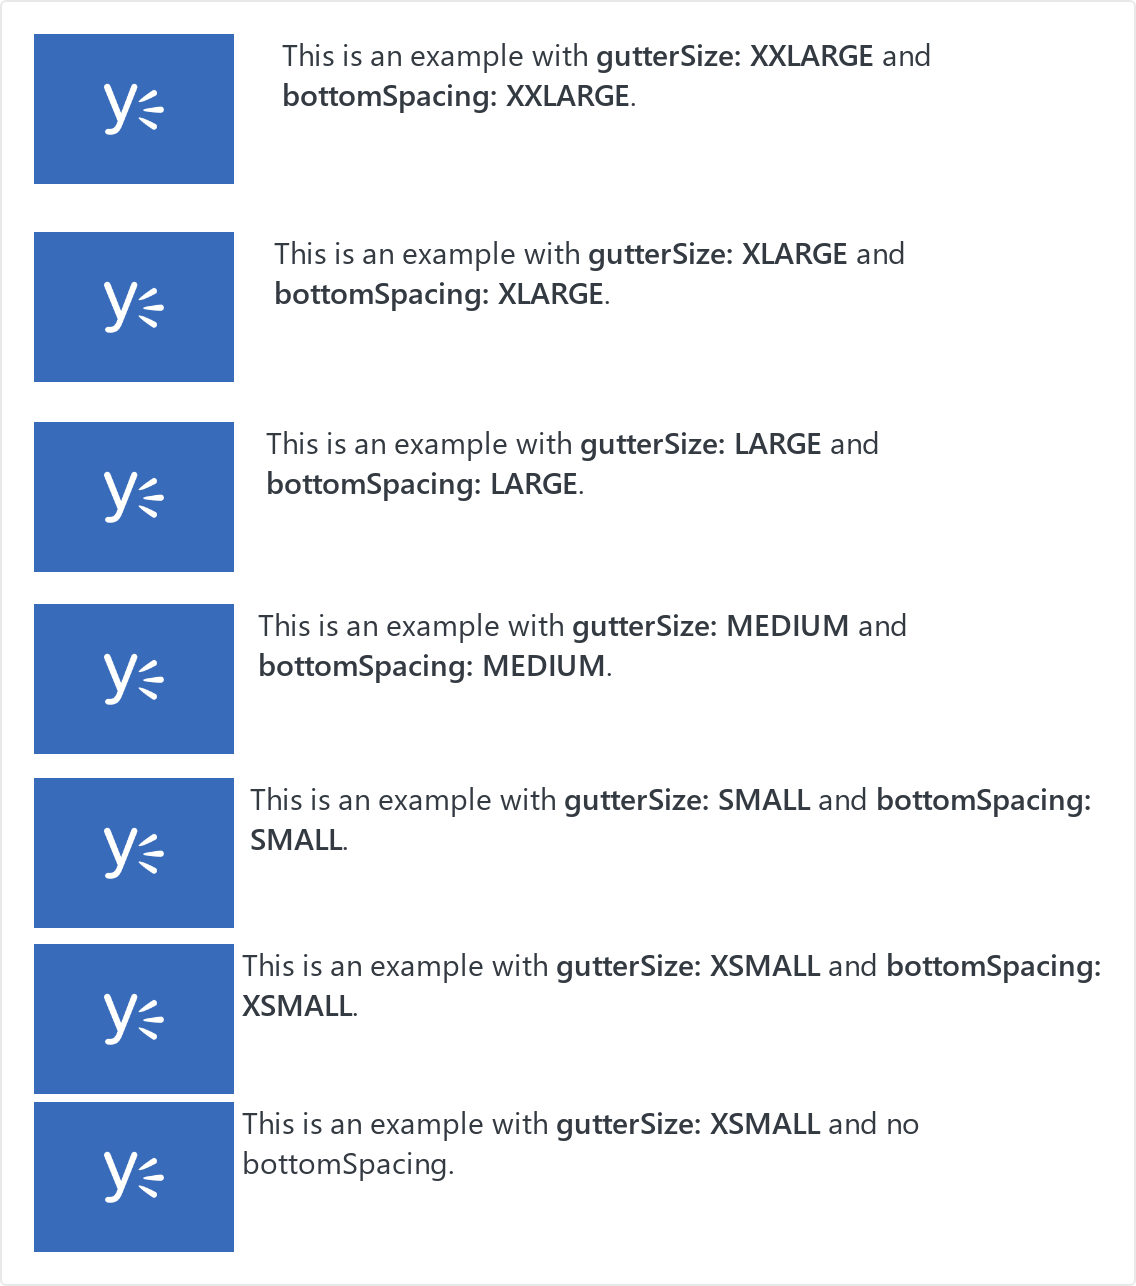 This is an example with gutterSize: XXLARGE and
bottomSpacing: XXLARGE.
This is an example with gutterSize: XLARGE and
bottomSpacing: XLARGE.
This is an example with gutterSize: LARGE and
bottomSpacing: LARGE.
This is an example with gutterSize: MEDIUM and
bottomSpacing: MEDIUM.
This is an example with gutterSize: SMALL and bottomSpacing:
SMALL.
This is an example with gutterSize: XSMALL and bottomSpacing:
XSMALL.
This is an example with gutterSize: XSMALL and no
bottomSpacing.